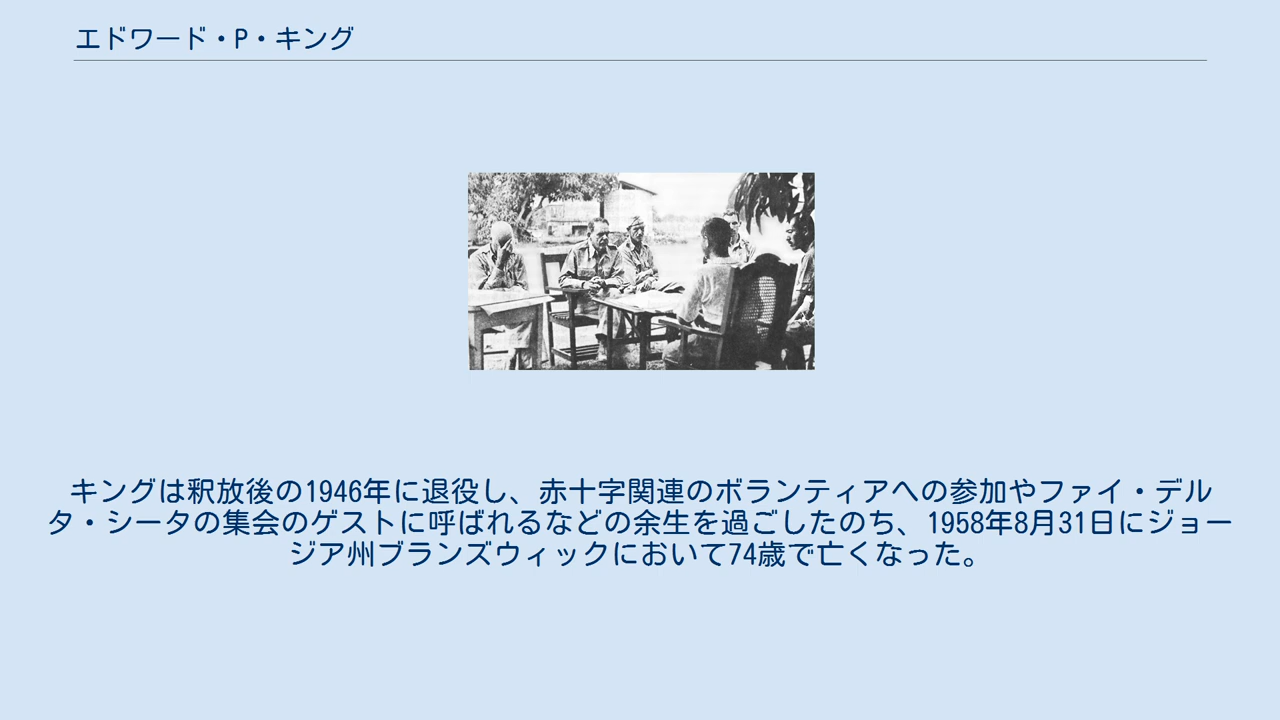 エドワード・P・キング
キングは釈放後の1946年に退役し、赤十字関連のボランティアへの参加やファイ・デル
タ・シータの集会のゲストに呼ばれるなどの余生を過ごしたのち、1958年8月31日にジョー
ジア州ブランズウィックにおいて74歳で亡くなった。